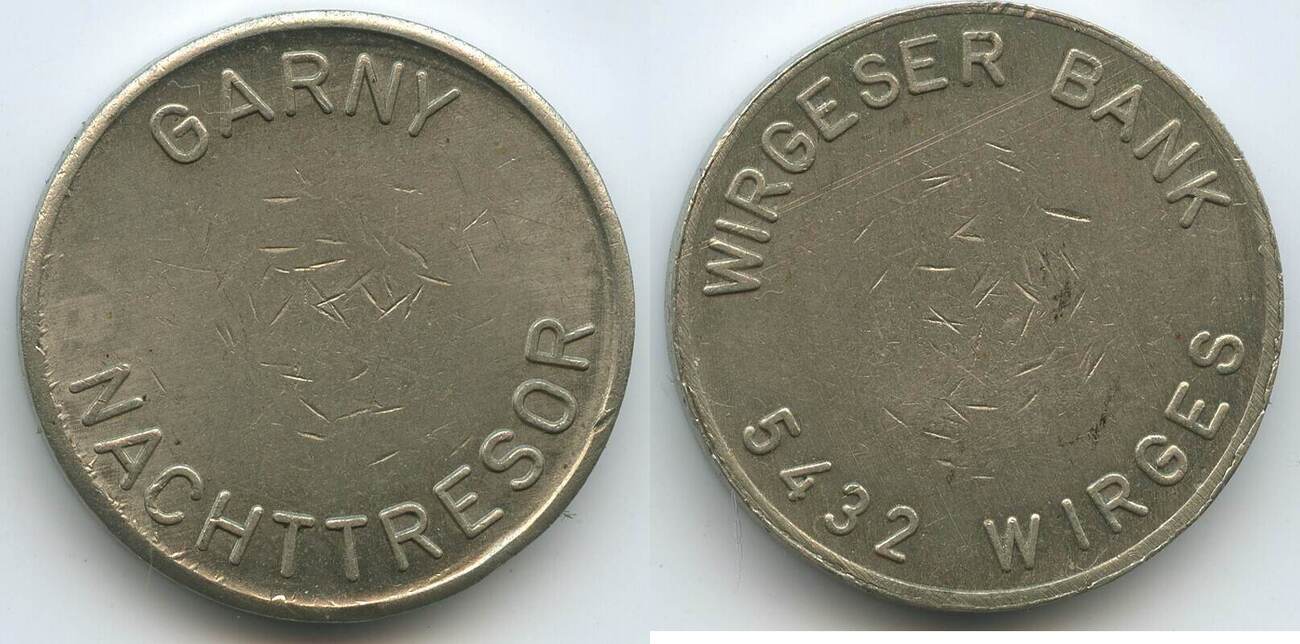 GARNY
NACHTTRESOR
WIRGESER BANK
5432 WIRGES